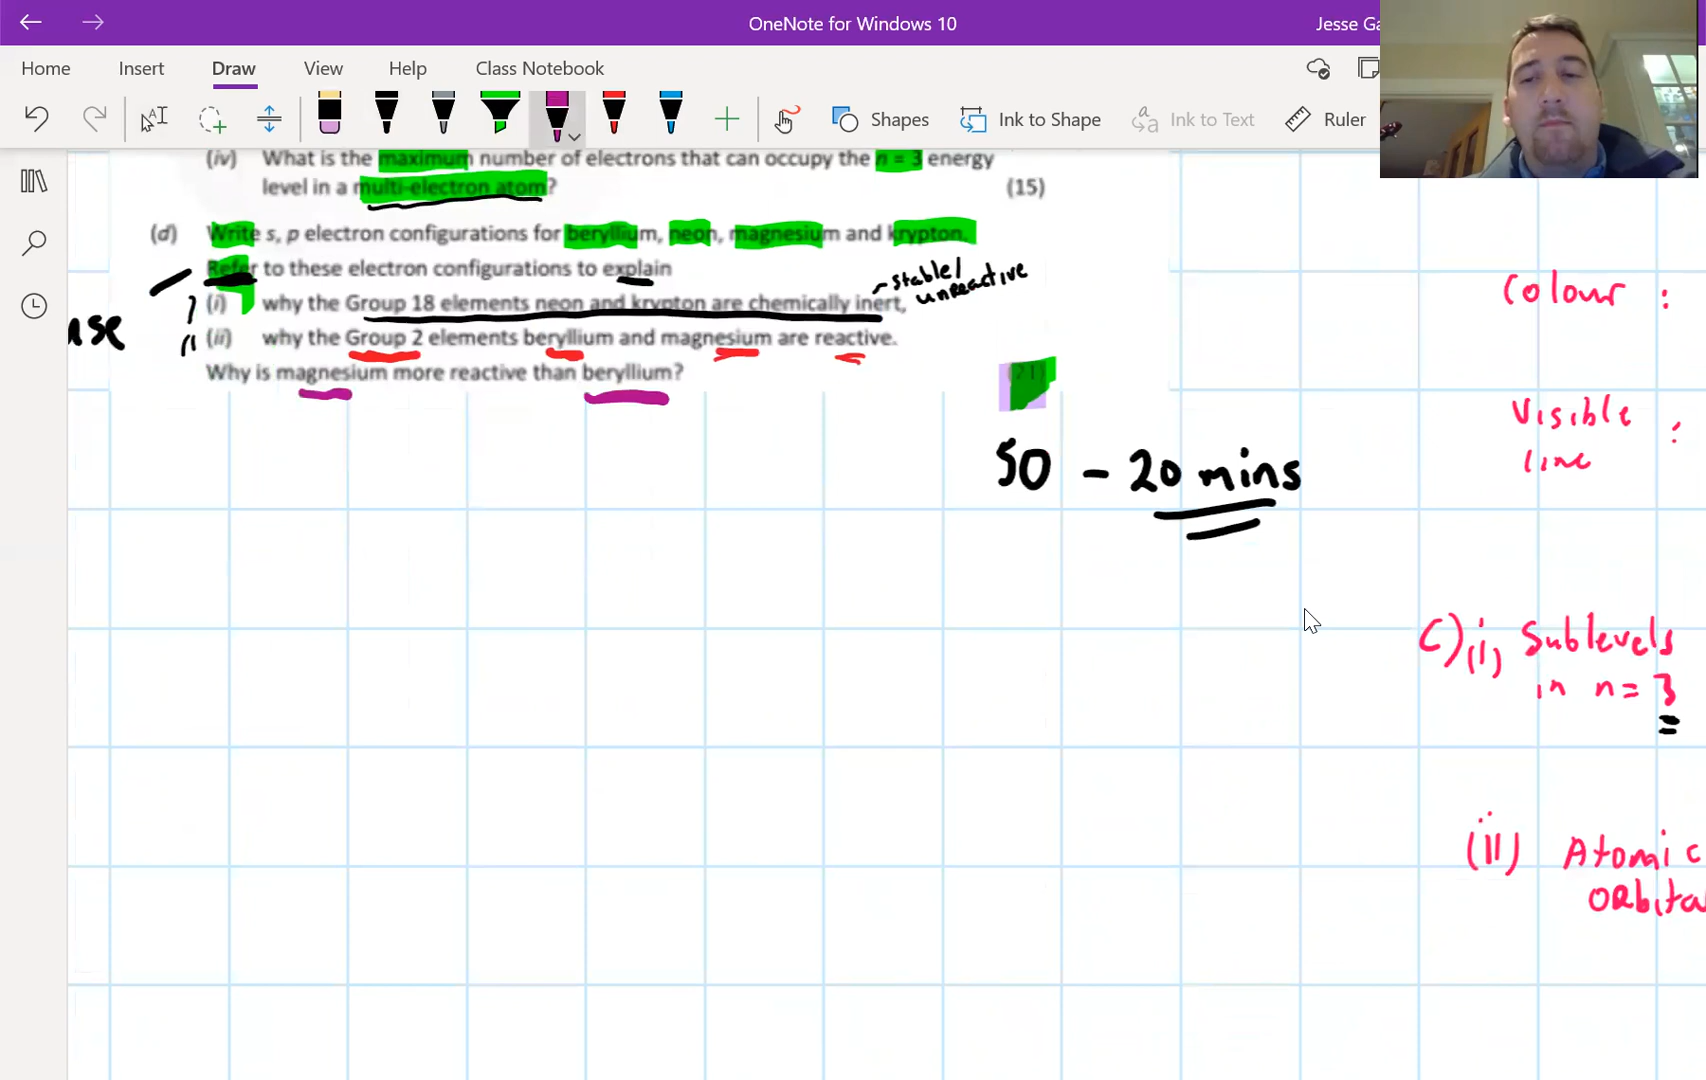 OneNote for Windows 10
Jesse Ga
Home Insert Draw View Help Class Notebook
Shapes Ink to Shape Ink to Text Ruler
(iv) What is the maximum number of electrons that can occupy the n = 3 energy
level in a multi-electron atom? (15)
(d) Write s, p electron configurations for beryllium, neon, magnesium and krypton.
Refer to these electron configurations to explain
stable/
unreactive
(i) why the Group 18 elements neon and krypton are chemically inert,
(ii) why the Group 2 elements beryllium and magnesium are reactive.
Why is magnesium more reactive than beryllium? (21)
use
50 - 20 mins
Colour :
Visible :
line
C)(i) Sublevels
in n = 3
(ii) Atomic
orbita